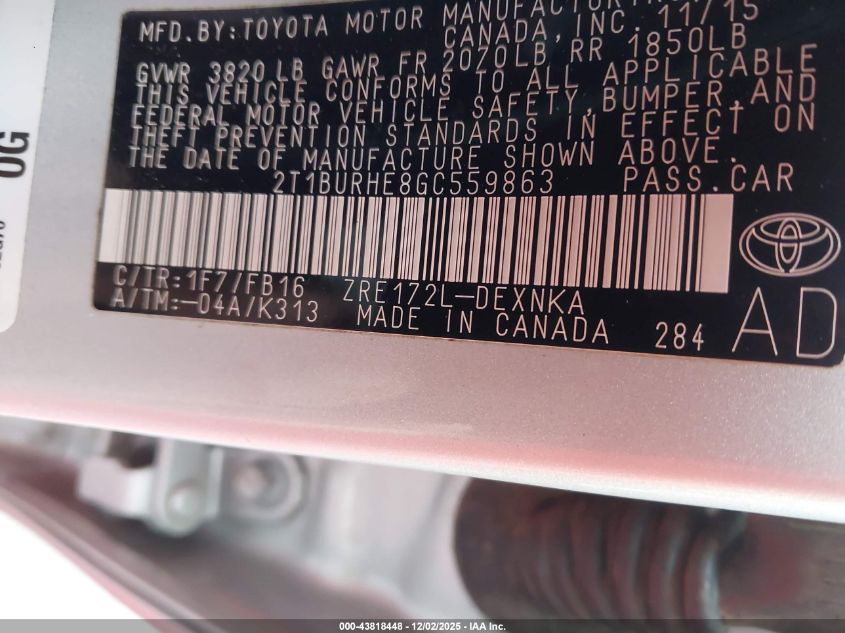 MFD. BY: TOYOTA MOTOR MANUFACTURING
CANADA, INC. 11/15
GVWR 3820 LB GAWR FR 2070LB RR 1850LB
THIS VEHICLE CONFORMS TO ALL APPLICABLE
FEDERAL MOTOR VEHICLE SAFETY, BUMPER, AND
THEFT PREVENTION STANDARDS IN EFFECT ON
THE DATE OF MANUFACTURE SHOWN ABOVE.
2T1BURHE8GC559863 PASS. CAR
C/TR: 1F7/FB16 ZRE172L-DEXNKA
A/TM: -04A/K313 MADE IN CANADA 284 AD
0G
000-43818448 - 12/02/2025 - IAA Inc.